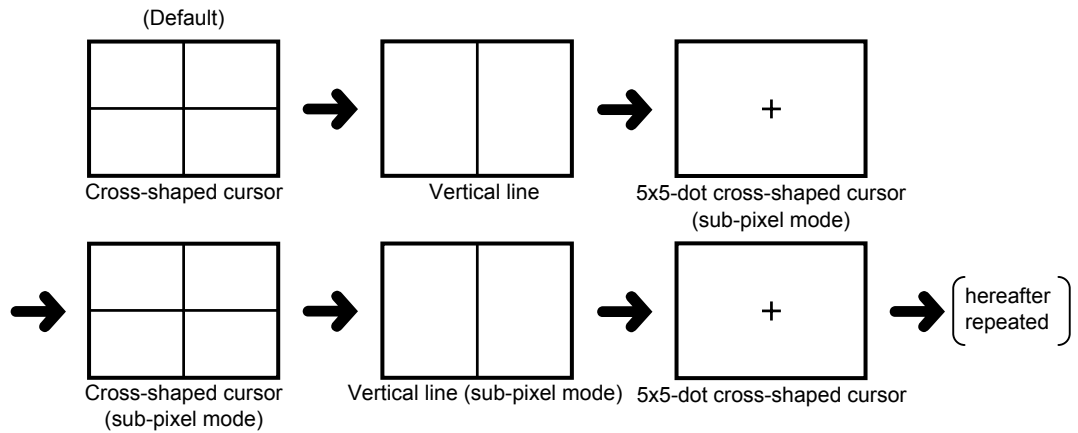 (Default)
Cross-shaped cursor
Vertical line
5x5-dot cross-shaped cursor
(sub-pixel mode)
Cross-shaped cursor
(sub-pixel mode)
Vertical line (sub-pixel mode)
5x5-dot cross-shaped cursor
hereafter
repeated